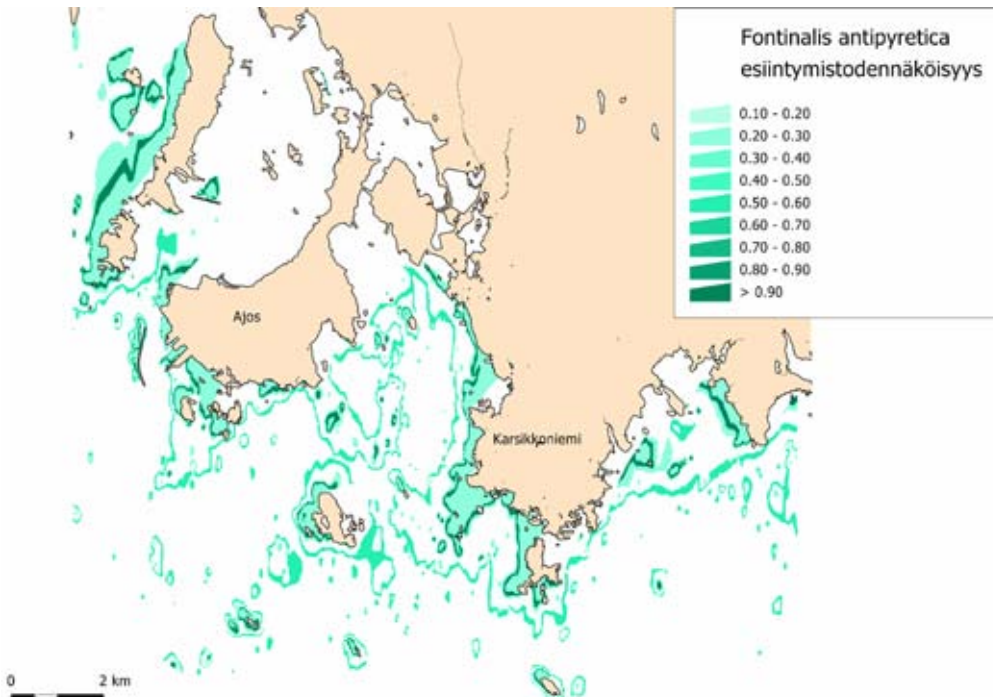 Fontinalis antipyretica
esiintymistodennäköisyys
0.10 - 0.20
0.20 - 0.30
0.30 - 0.40
0.40 - 0.50
0.50 - 0.60
0.60 - 0.70
0.70 - 0.80
0.80 - 0.90
> 0.90
Ajos
Karsikkoniemi
0 2 km